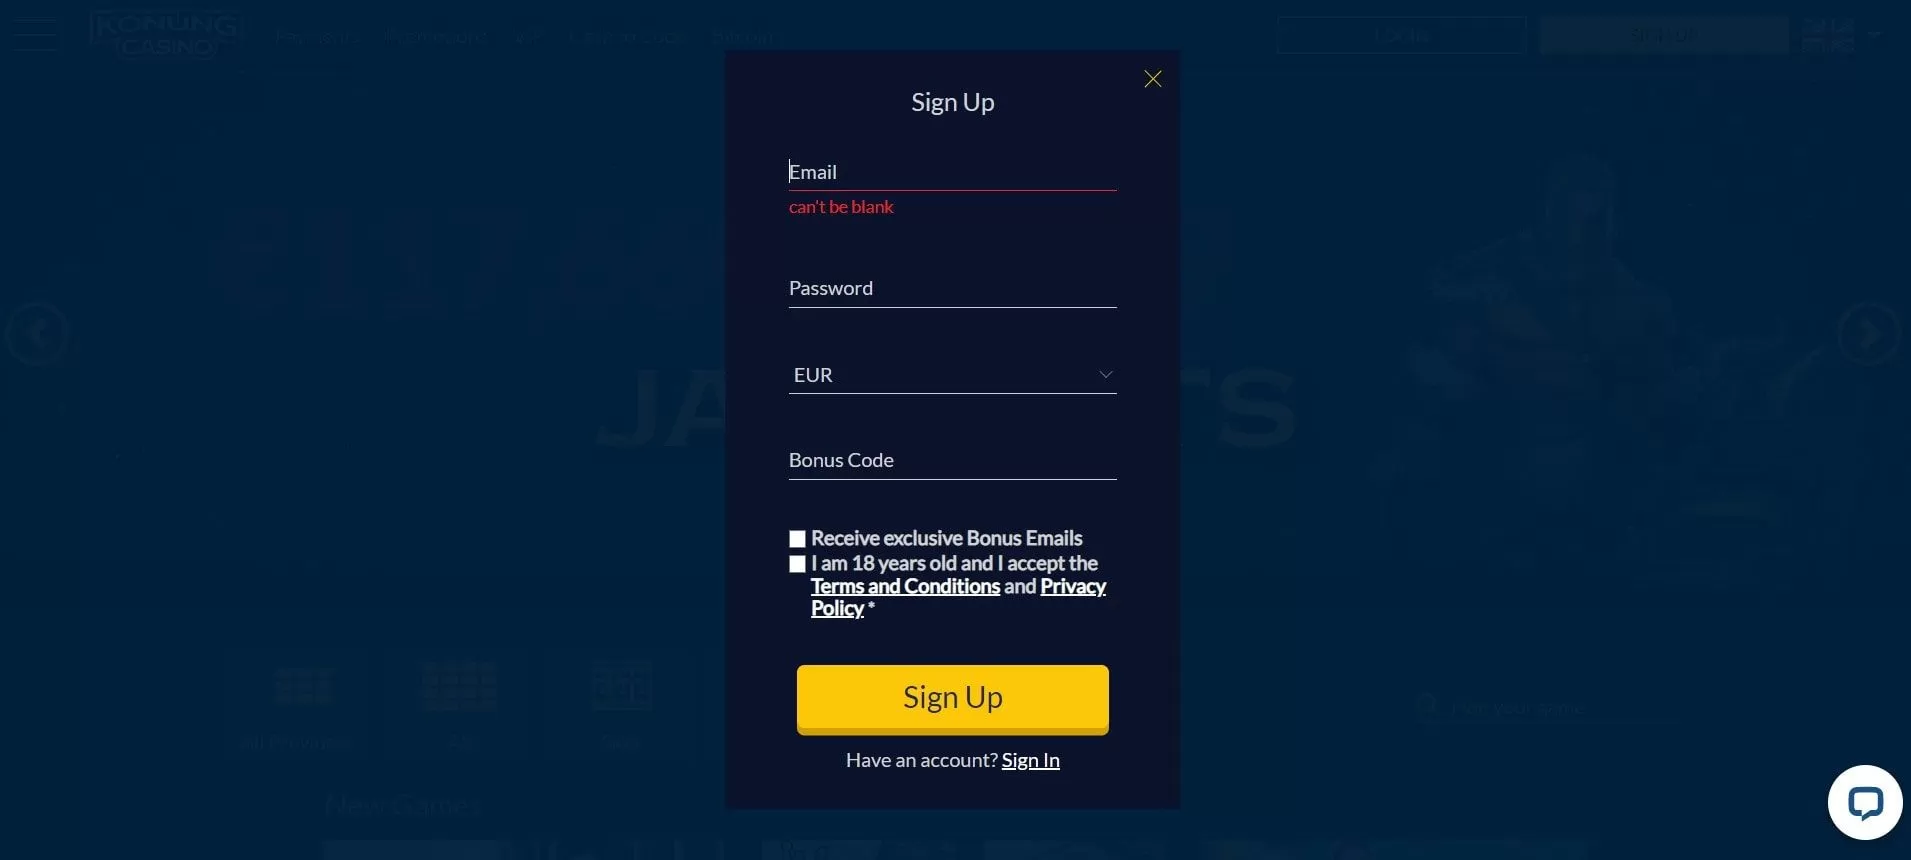 KONUNG
CASINO
Sign Up
Email
can't be blank
Password
EUR
JA TS
Bonus Code
Receive exclusive Bonus Emails
I am 18 years old and I accept the
Terms and Conditions and Privacy
Policy *
Sign Up
Have an account? Sign In
New Games